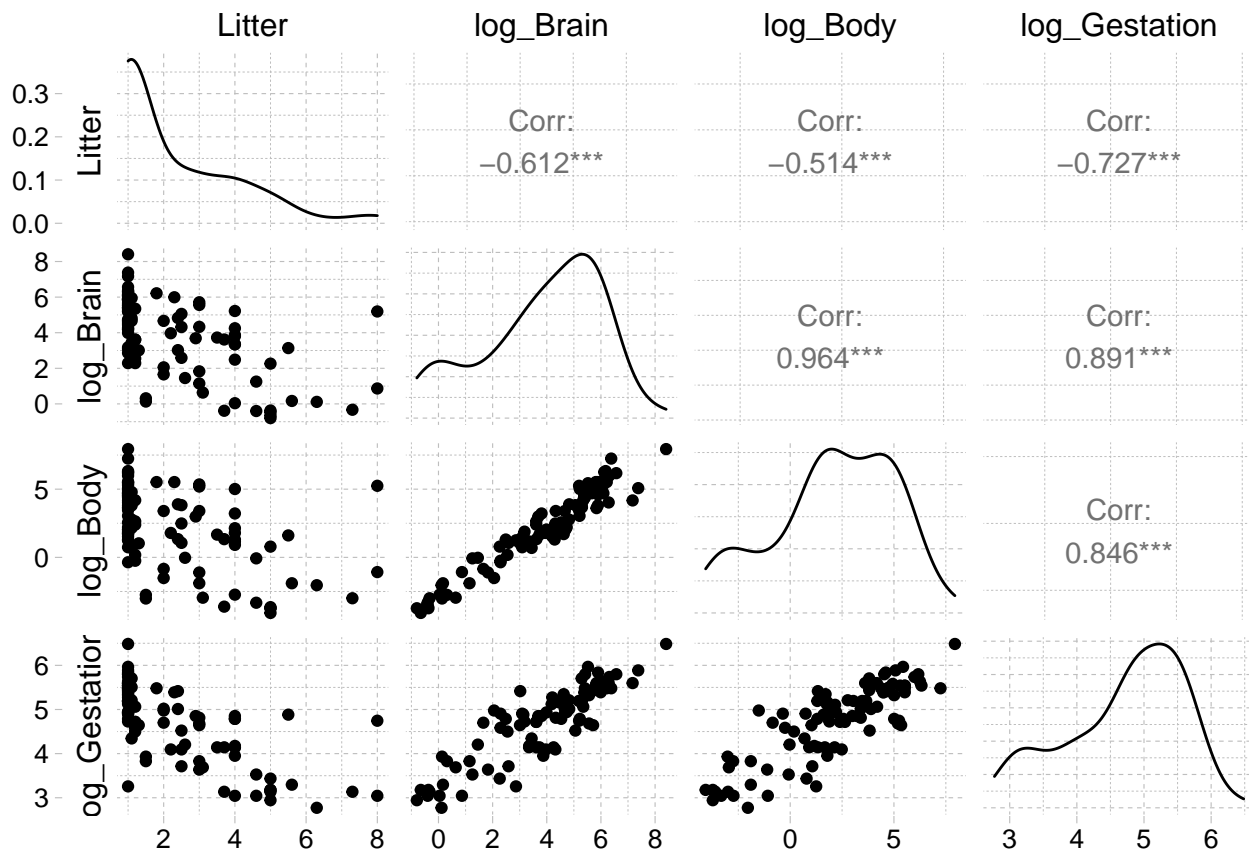 Litter log_Brain log_Body log_Gestation
0.3
0.2
0.1
0.0
Litter
Corr:
−0.612***
Corr:
−0.514***
Corr:
−0.727***
8
6
4
2
0
log_Brain
Corr:
0.964***
Corr:
0.891***
5
0
log_Body
Corr:
0.846***
6
5
4
3
og_Gestatior
2 4 6 8 0 2 4 6 8 0 5 3 4 5 6